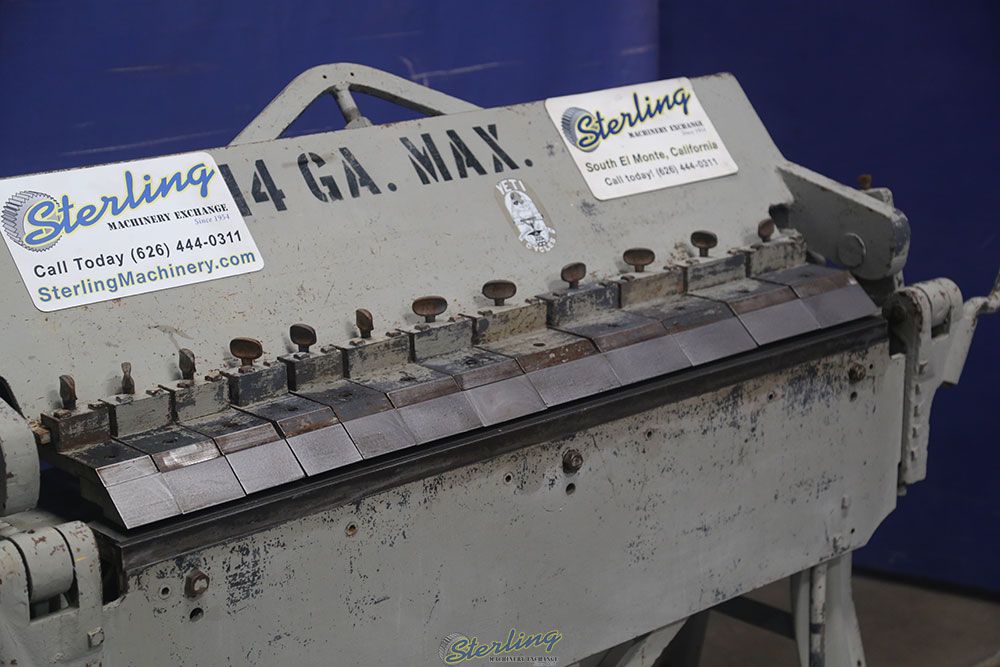 Sterling
MACHINERY EXCHANGE
Since 1954
Call Today (626) 444-0311
SterlingMachinery.com
14 GA. MAX.
YETI
Sterling
MACHINERY EXCHANGE
Since 1954
South El Monte, California
Call today! (626) 444-0311
Sterling
MACHINERY EXCHANGE